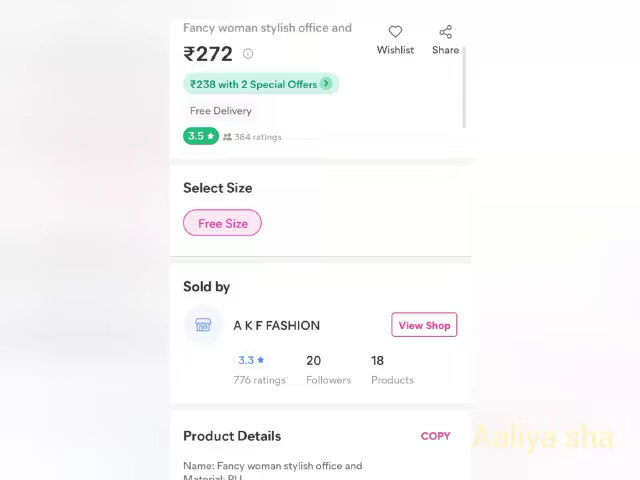 Fancy woman stylish office and
₹272
Wishlist
Share
₹238 with 2 Special Offers
Free Delivery
3.5 ★
384 ratings
Select Size
Free Size
Sold by
A K F FASHION
View Shop
3.3 ★
20
18
776 ratings
Followers
Products
Product Details
COPY
Aaliya sha
Name: Fancy woman stylish office and
Material: PU